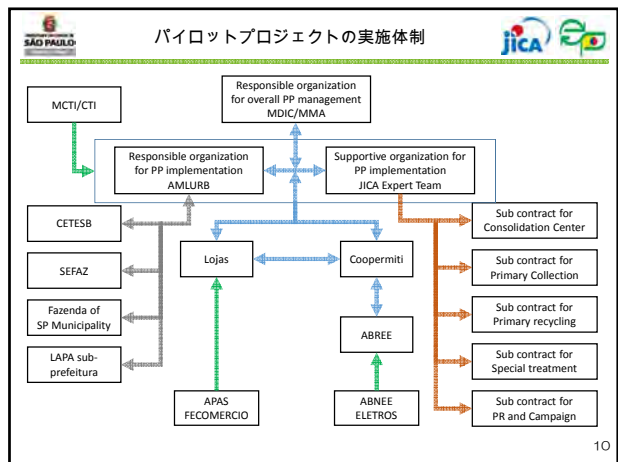 SÃO PAULO
パイロットプロジェクトの実施体制
jICA
MCTI/CTI
Responsible organization
for overall PP management
MDIC/MMA
Responsible organization
for PP implementation
AMLURB
Supportive organization for
PP implementation
JICA Expert Team
CETESB
SEFAZ
Fazenda of
SP Municipality
LAPA sub-
prefeitura
Lojas
Coopermiti
ABREE
APAS
FECOMERCIO
ABNEE
ELETROS
Sub contract for
Consolidation Center
Sub contract for
Primary Collection
Sub contract for
Primary recycling
Sub contract for
Special treatment
Sub contract for
PR and Campaign
10